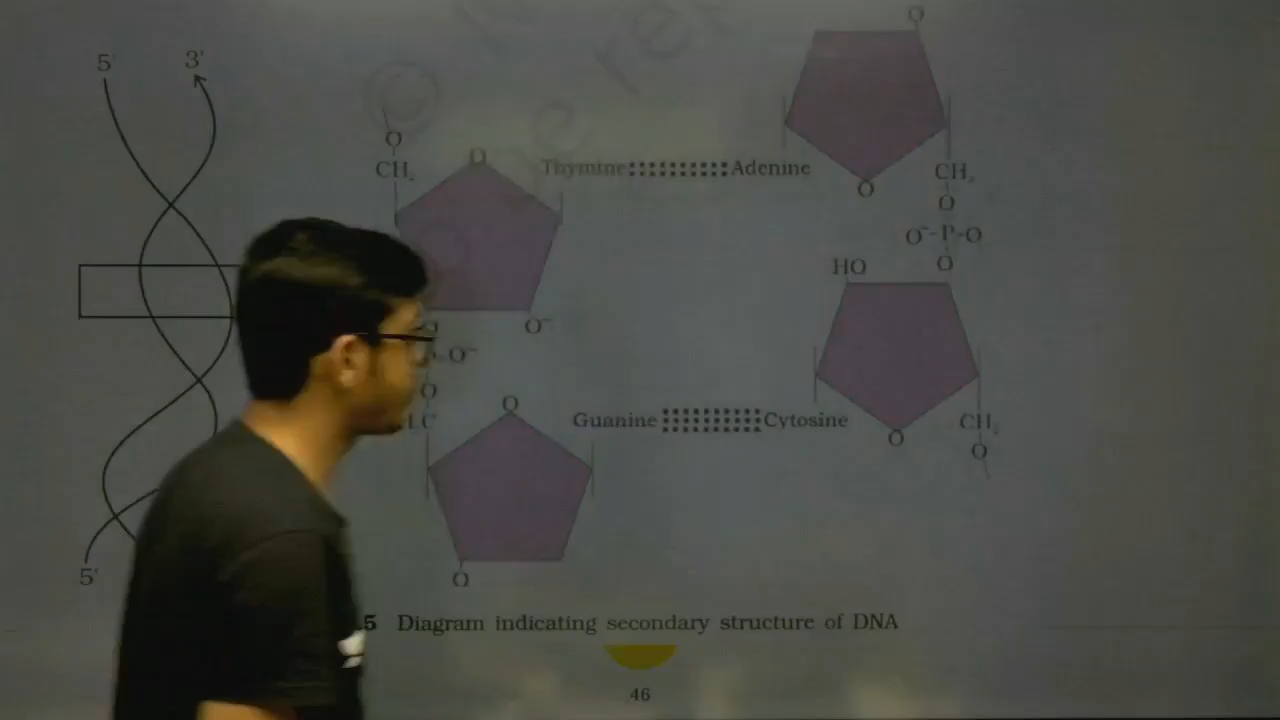 5' 3'
O
O
CH₂
O
Thymine Adenine
O
CH₂
O
O⁻-P-O
O
HO
O⁻
O⁻
O
O
Guanine Cytosine
O
CH₂
O
O
5'
5 Diagram indicating secondary structure of DNA
46